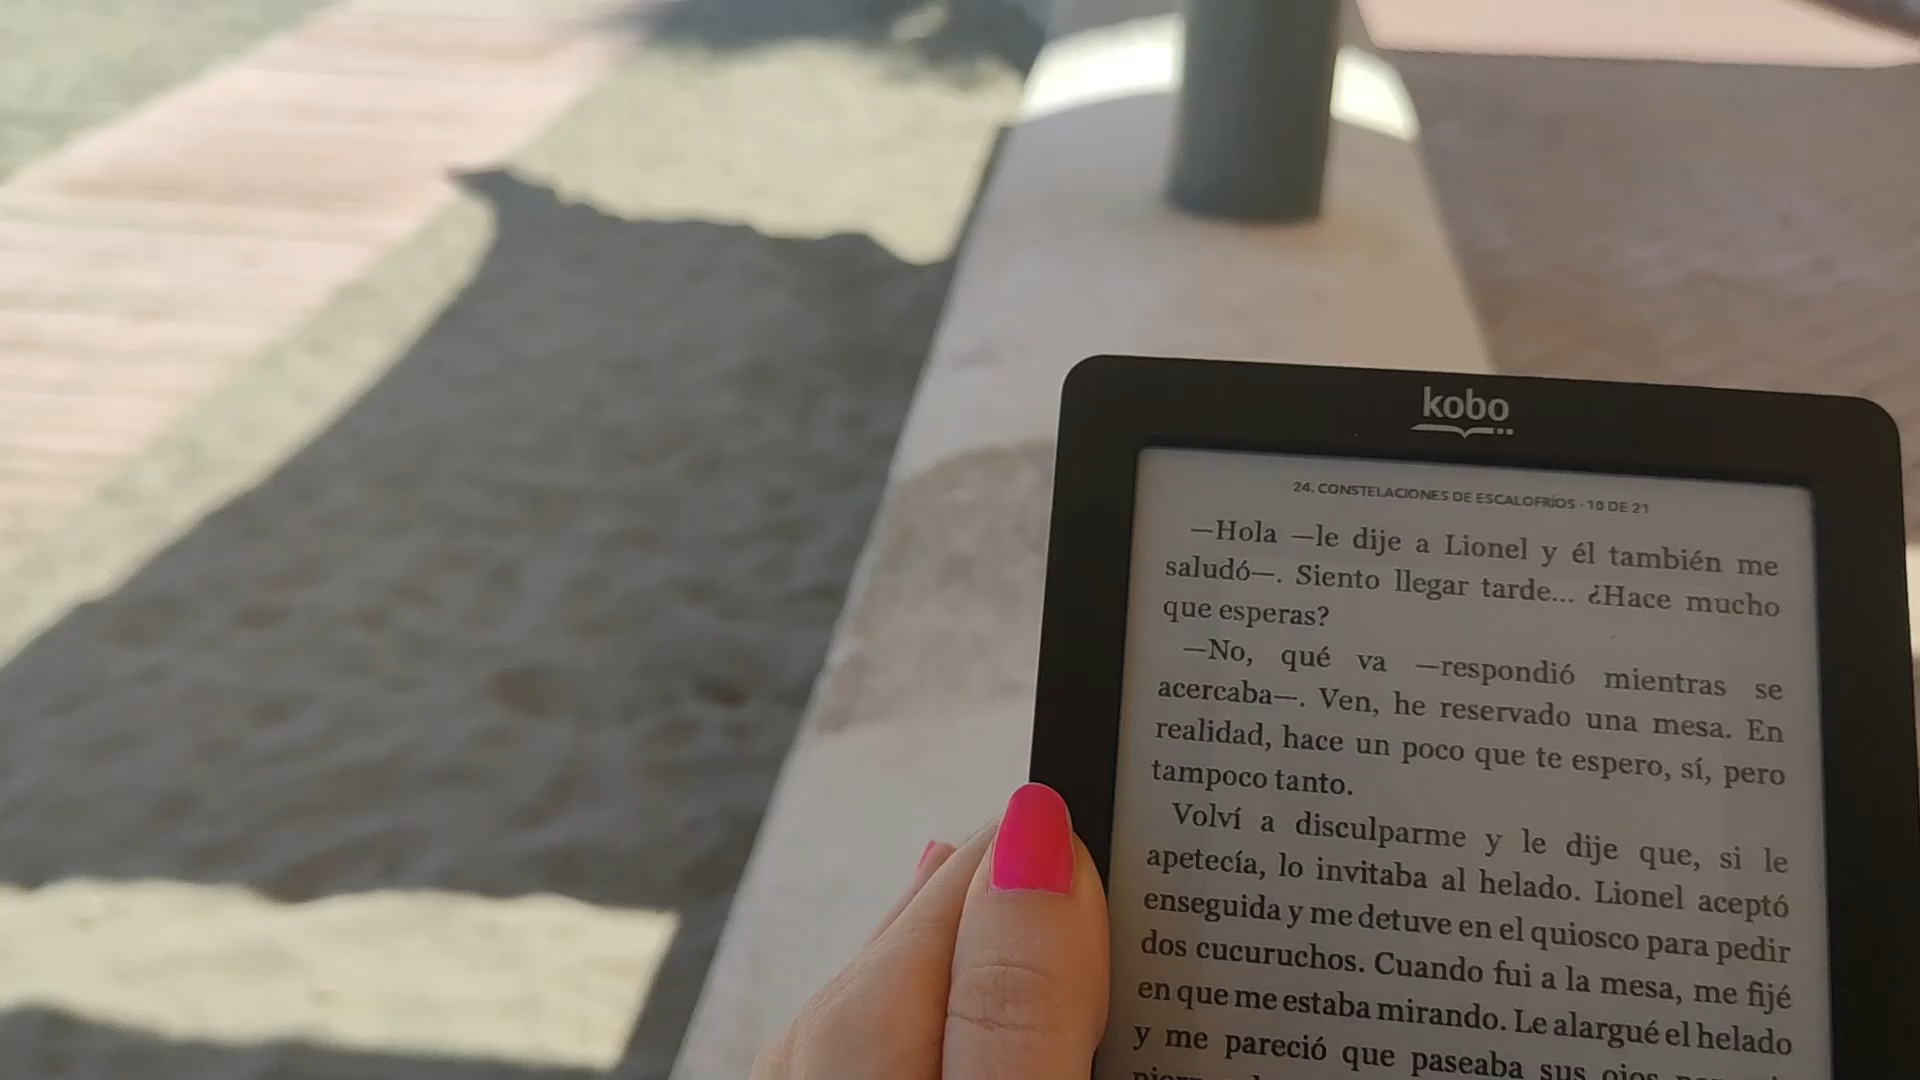 kobo
24. CONSTELACIONES DE ESCALOFRÍOS - 10 DE 21
—Hola —le dije a Lionel y él también me
saludó—. Siento llegar tarde... ¿Hace mucho
que esperas?
—No, qué va —respondió mientras se
acercaba—. Ven, he reservado una mesa. En
realidad, hace un poco que te espero, sí, pero
tampoco tanto.
Volví a disculparme y le dije que, si le
apetecía, lo invitaba al helado. Lionel aceptó
enseguida y me detuve en el quiosco para pedir
dos cucuruchos. Cuando fui a la mesa, me fijé
en que me estaba mirando. Le alargué el helado
y me pareció que paseaba sus ojos